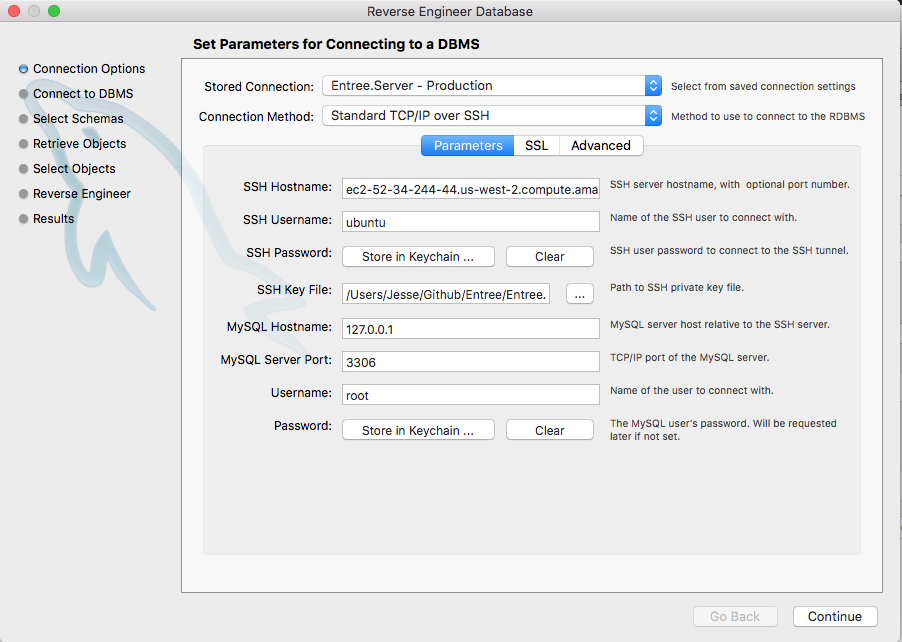 Reverse Engineer Database
Set Parameters for Connecting to a DBMS
Connection Options
Connect to DBMS
Select Schemas
Retrieve Objects
Select Objects
Reverse Engineer
Results
Stored Connection: Entree.Server - Production Select from saved connection settings
Connection Method: Standard TCP/IP over SSH Method to use to connect to the RDBMS
Parameters SSL Advanced
SSH Hostname: ec2-52-34-244-44.us-west-2.compute.ama SSH server hostname, with optional port number.
SSH Username: ubuntu Name of the SSH user to connect with.
SSH Password: Store in Keychain ... Clear SSH user password to connect to the SSH tunnel.
SSH Key File: /Users/Jesse/Github/Entree/Entree. ... Path to SSH private key file.
MySQL Hostname: 127.0.0.1 MySQL server host relative to the SSH server.
MySQL Server Port: 3306 TCP/IP port of the MySQL server.
Username: root Name of the user to connect with.
Password: Store in Keychain ... Clear The MySQL user's password. Will be requested
later if not set.
Go Back Continue